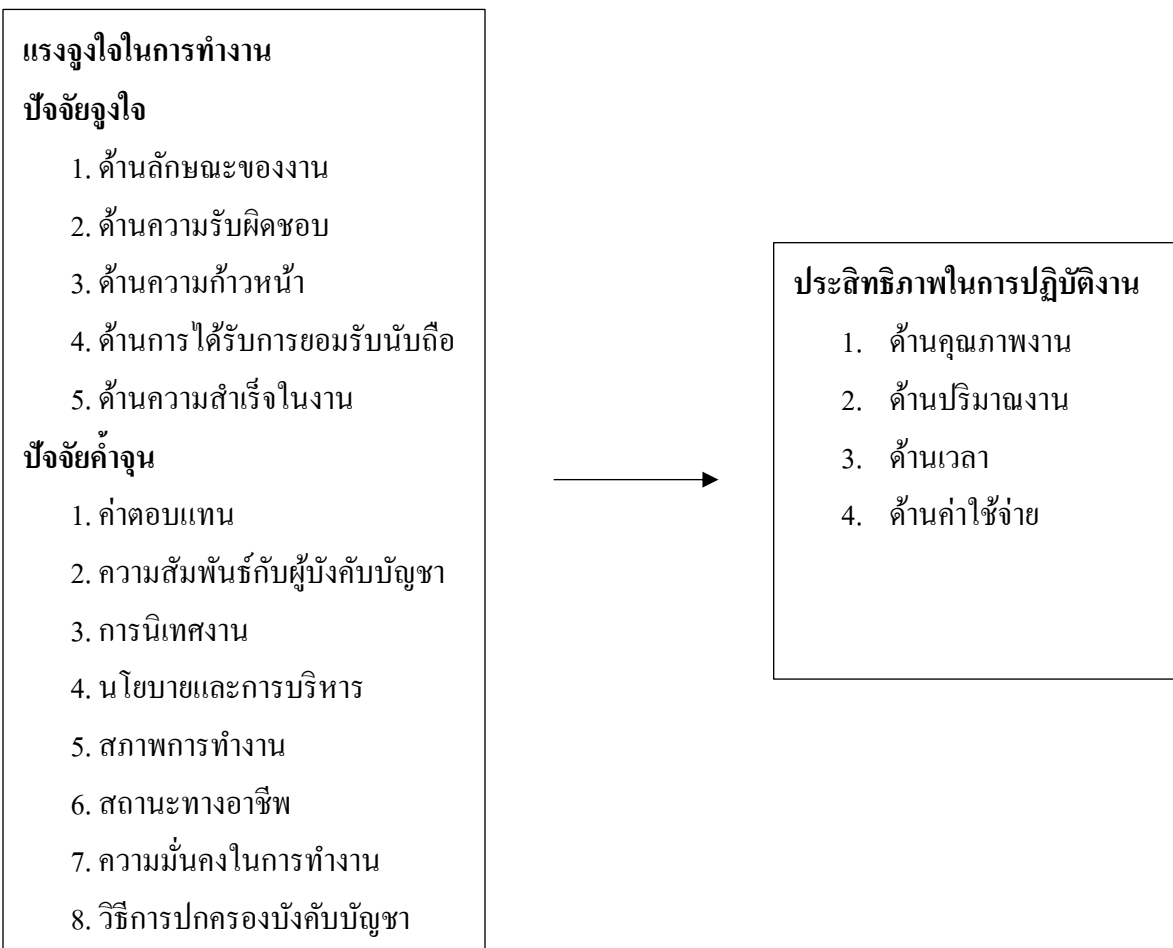 แรงจูงใจในการทำงาน
ปัจจัยจูงใจ
1. ด้านลักษณะของงาน
2. ด้านความรับผิดชอบ
3. ด้านความก้าวหน้า
4. ด้านการได้รับการยอมรับนับถือ
5. ด้านความสำเร็จในงาน
ปัจจัยค้ำจุน
1. ค่าตอบแทน
2. ความสัมพันธ์กับผู้บังคับบัญชา
3. การนิเทศงาน
4. นโยบายและการบริหาร
5. สภาพการทำงาน
6. สถานะทางอาชีพ
7. ความมั่นคงในการทำงาน
8. วิธีการปกครองบังคับบัญชา
ประสิทธิภาพในการปฏิบัติงาน
1. ด้านคุณภาพงาน
2. ด้านปริมาณงาน
3. ด้านเวลา
4. ด้านค่าใช้จ่าย